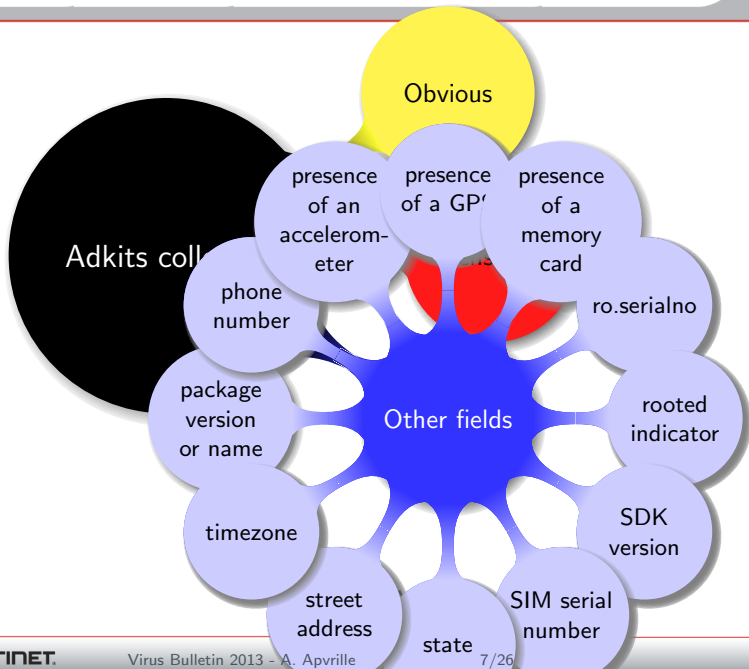 Obvious
presence
of an
accelerom-
eter
presence
of a GPS
presence
of a
memory
card
Adkits coll
phone
number
ro.serialno
package
version
or name
Other fields
rooted
indicator
timezone
SDK
version
street
address
state
SIM serial
number
TINET.
Virus Bulletin 2013 - A. Apvrille
7/26